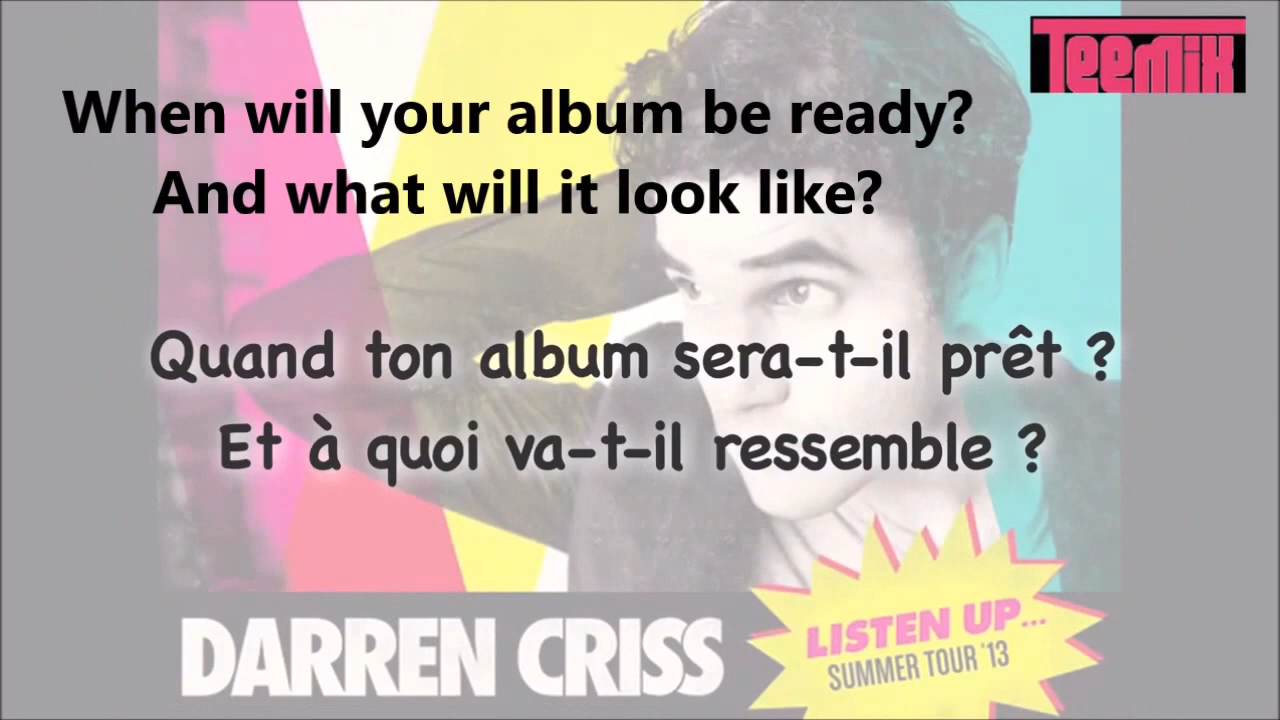 TEEMIX
When will your album be ready?
And what will it look like?
Quand ton album sera-t-il prêt ?
Et à quoi va-t-il ressemble ?
DARREN CRISS
LISTEN UP...
SUMMER TOUR '13